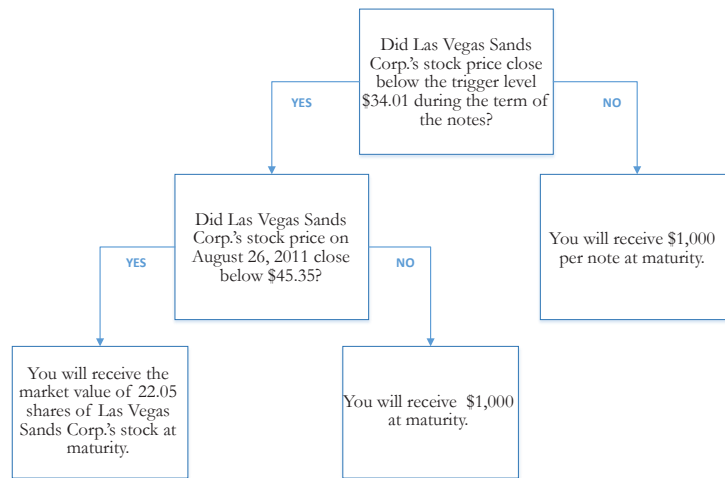 Did Las Vegas Sands
Corp.'s stock price close
below the trigger level
$34.01 during the term of
the notes?
YES
NO
Did Las Vegas Sands
Corp.'s stock price on
August 26, 2011 close
below $45.35?
You will receive $1,000
per note at maturity.
YES
NO
You will receive the
market value of 22.05
shares of Las Vegas
Sands Corp.'s stock at
maturity.
You will receive $1,000
at maturity.